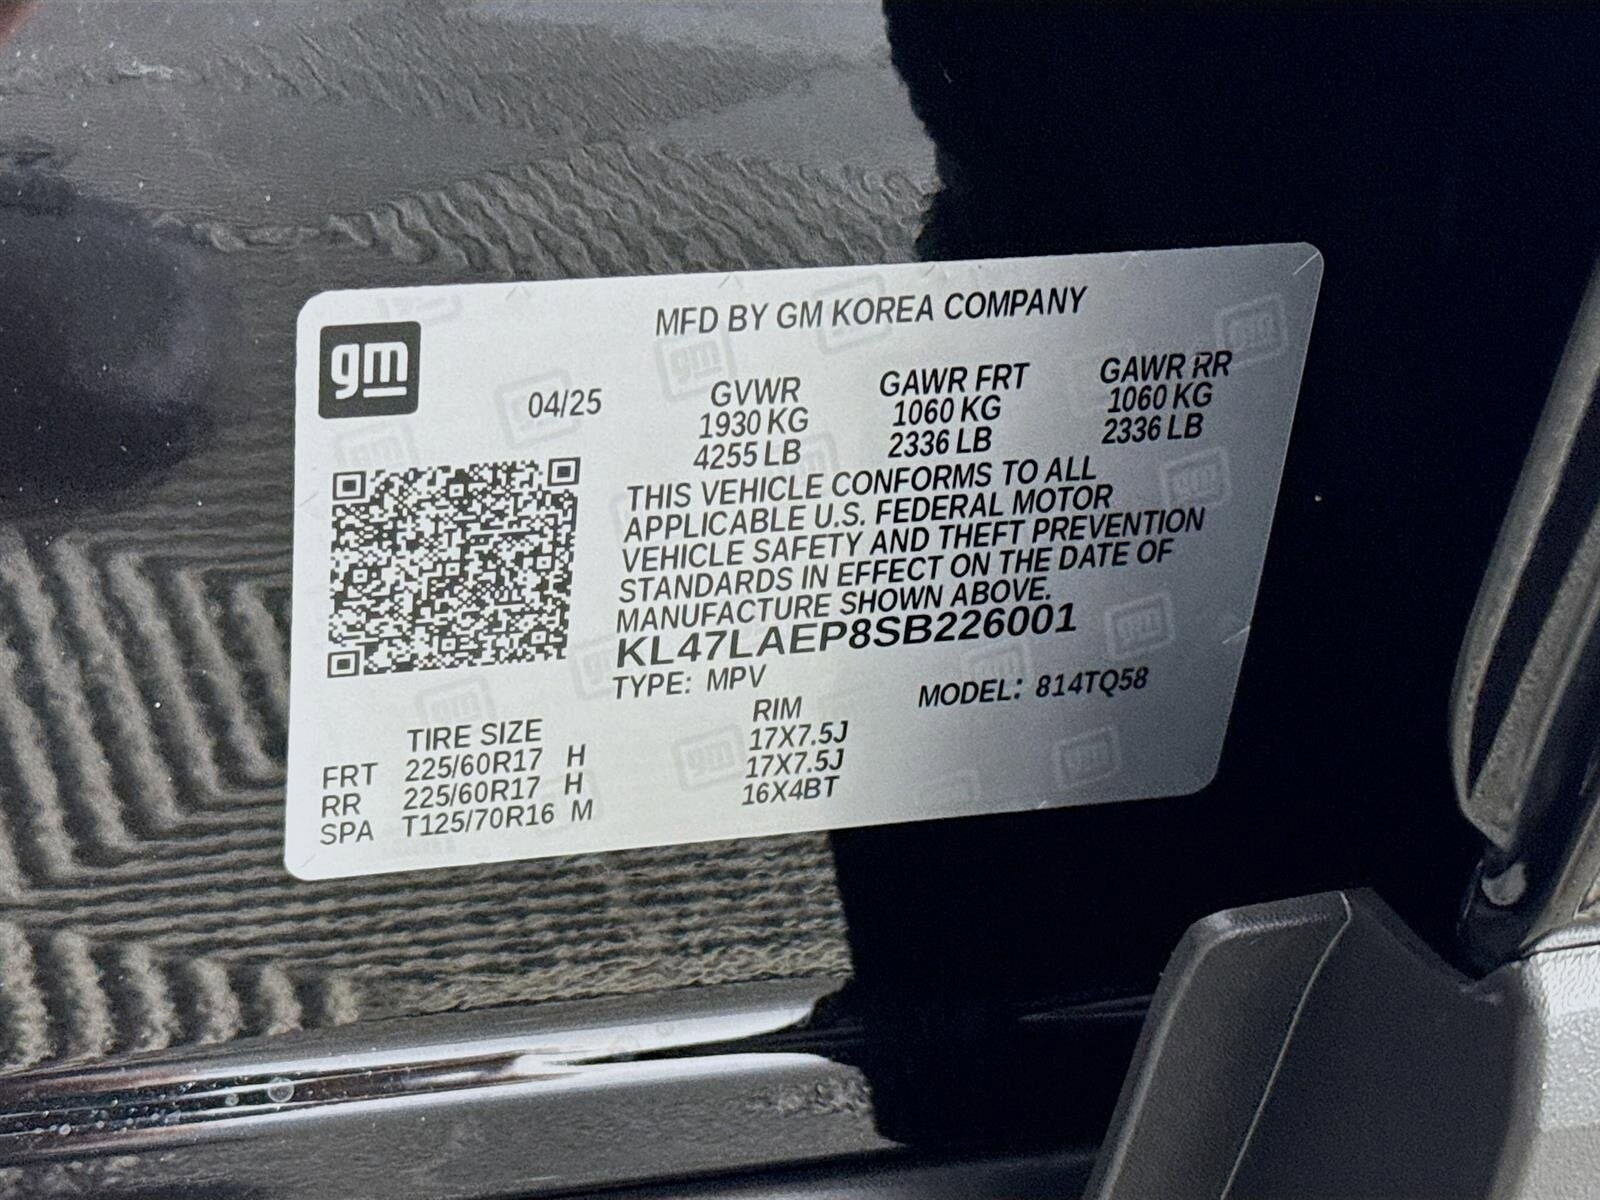 gm
MFD BY GM KOREA COMPANY
04/25
GVWR GAWR FRT GAWR RR
1930 KG 1060 KG 1060 KG
4255 LB 2336 LB 2336 LB
THIS VEHICLE CONFORMS TO ALL
APPLICABLE U.S. FEDERAL MOTOR
VEHICLE SAFETY AND THEFT PREVENTION
STANDARDS IN EFFECT ON THE DATE OF
MANUFACTURE SHOWN ABOVE.
KL47LAEP8SB226001
TYPE: MPV MODEL: 814TQ58
TIRE SIZE RIM
FRT 225/60R17 H 17X7.5J
RR 225/60R17 H 17X7.5J
SPA T125/70R16 M 16X4BT